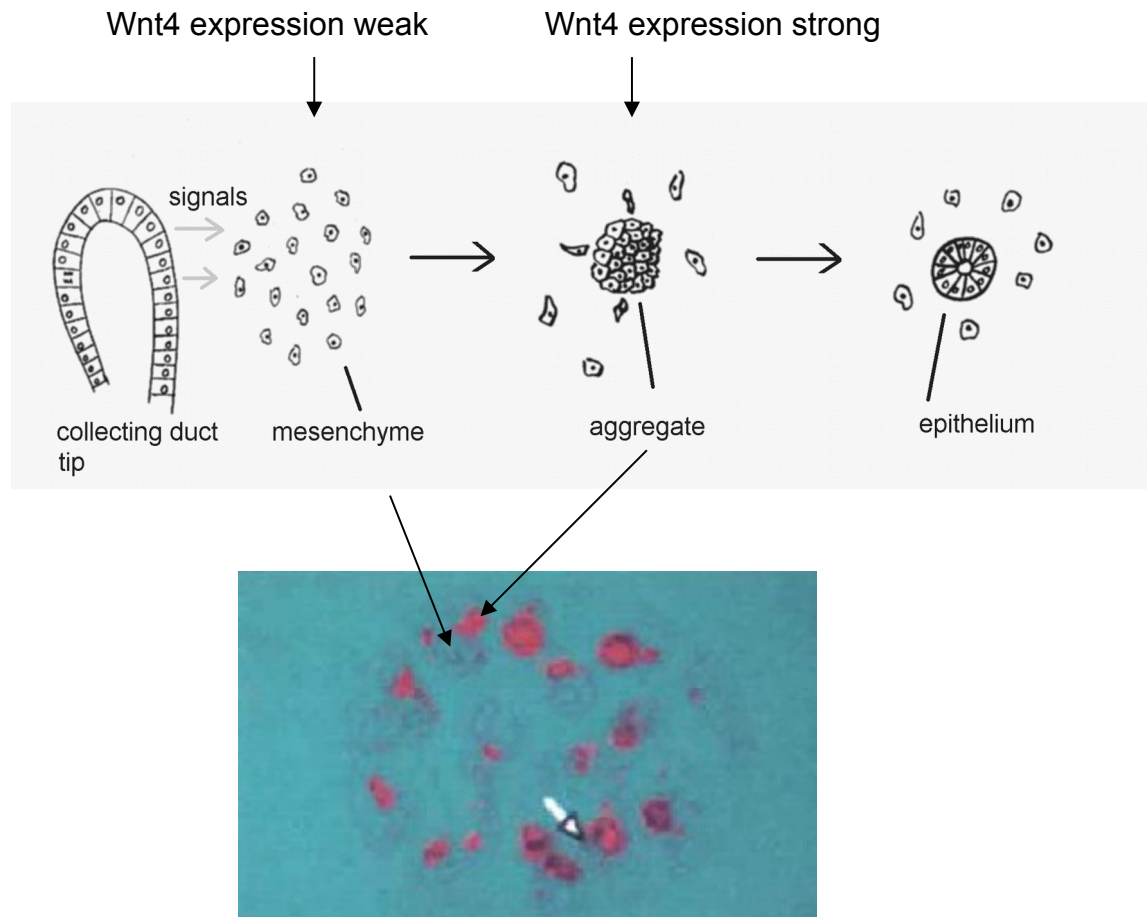 Wnt4 expression weak
Wnt4 expression strong
signals
collecting duct
tip
mesenchyme
aggregate
epithelium